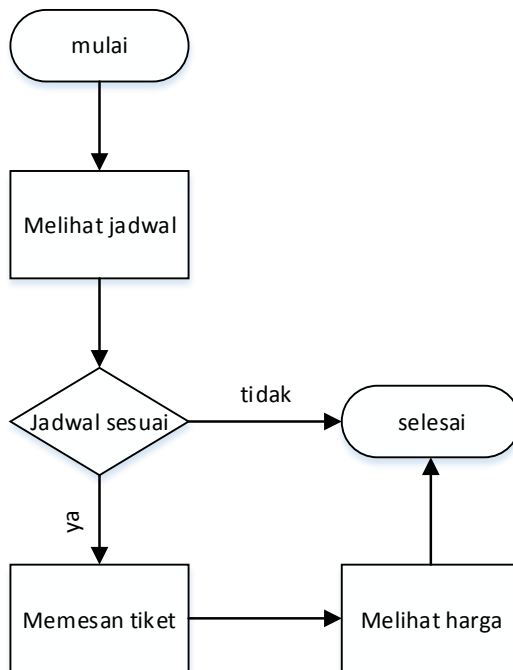 mulai
Melihat jadwal
Jadwal sesuai
tidak
selesai
ya
Memesan tiket
Melihat harga